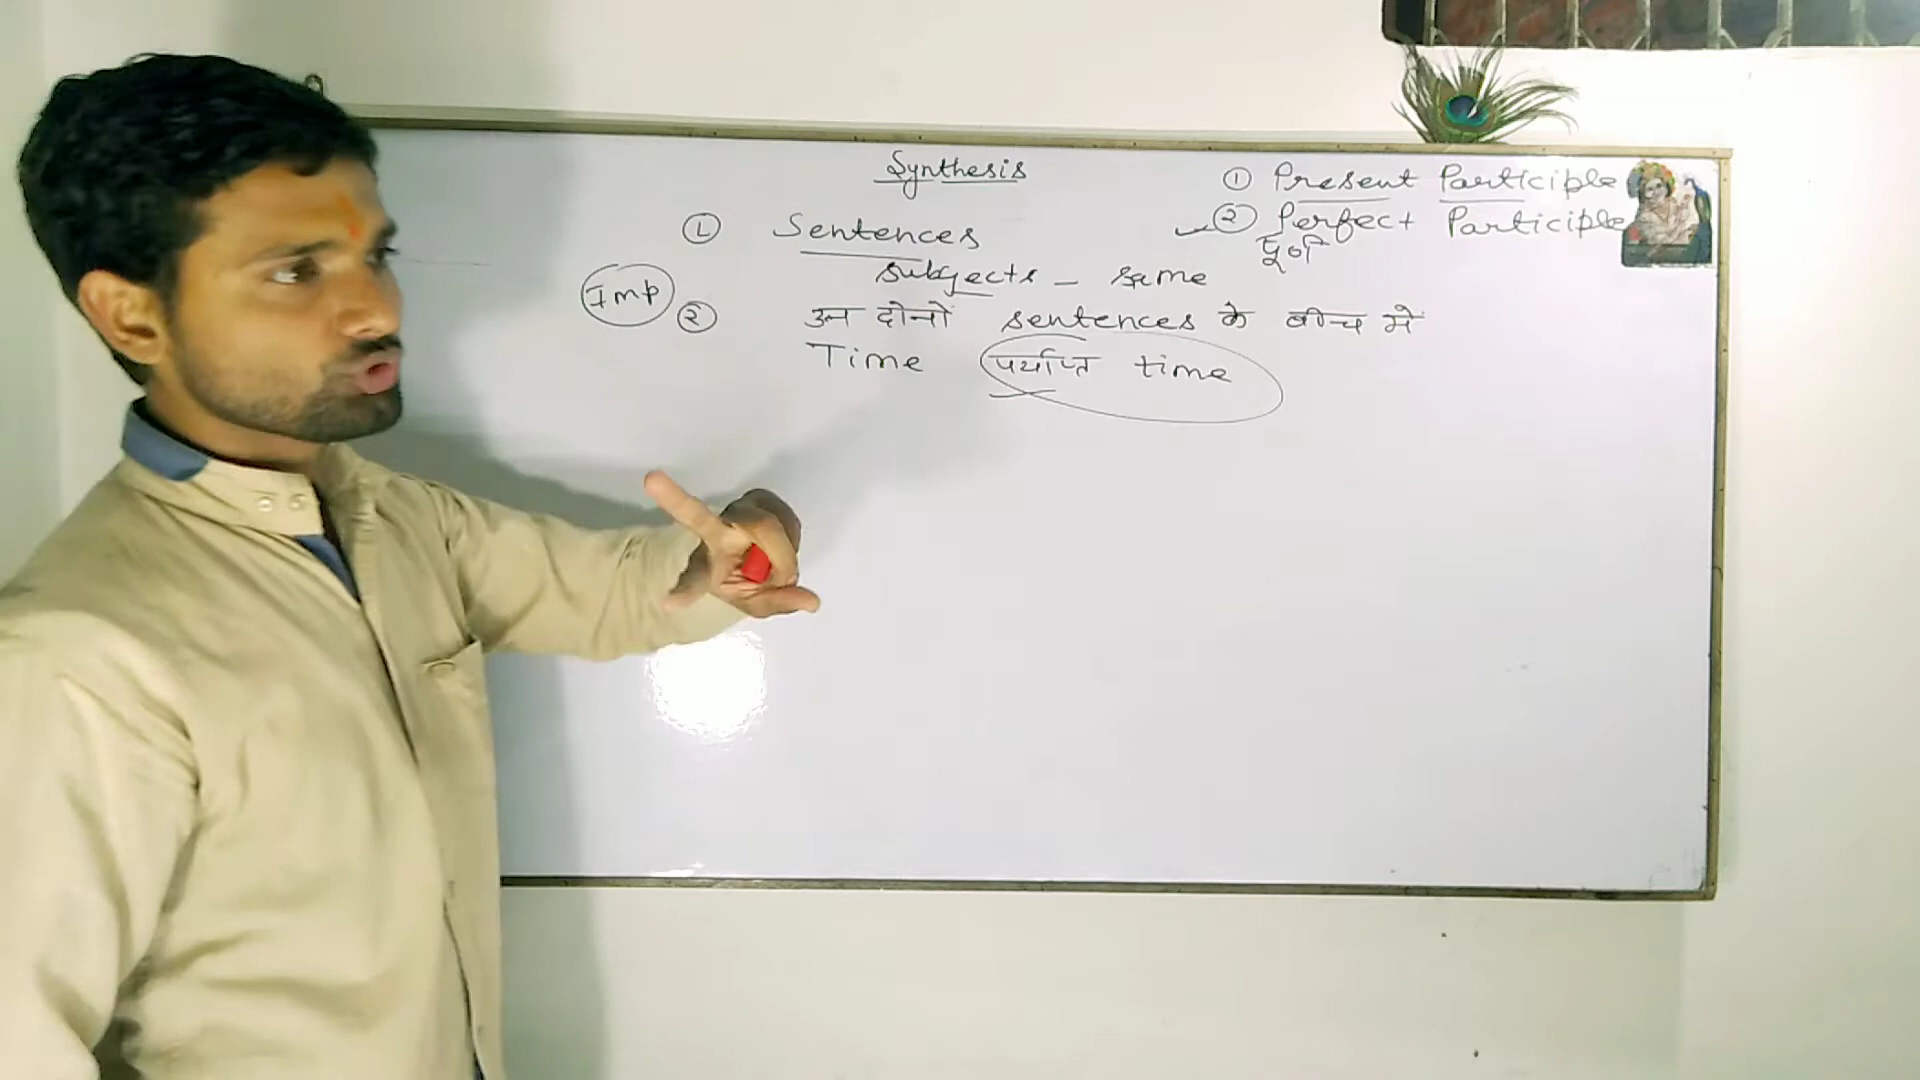 Synthesis
① Present Participle
② Perfect Participle
पूर्ण
① Sentences
subjects - same
Imp ② उन दोनों sentences के बीच में
Time पर्याप्त time